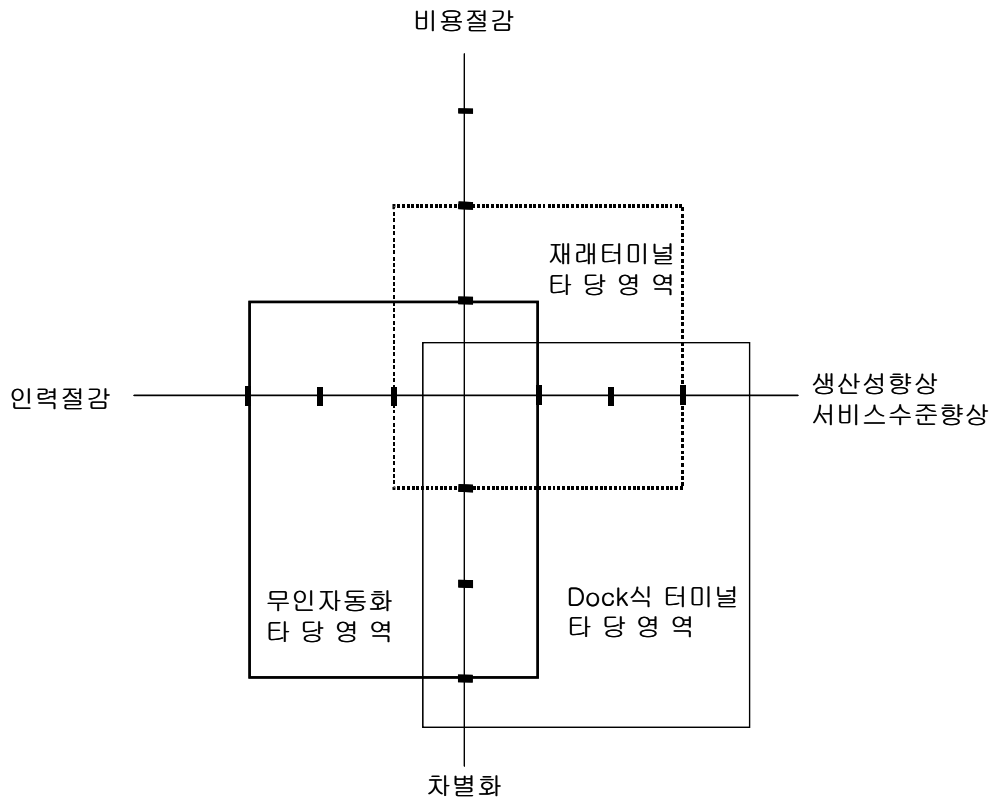 비용절감
재래터미널
타 당 영 역
인력절감
생산성향상
서비스수준향상
무인자동화
타 당 영 역
Dock식 터미널
타 당 영 역
차별화